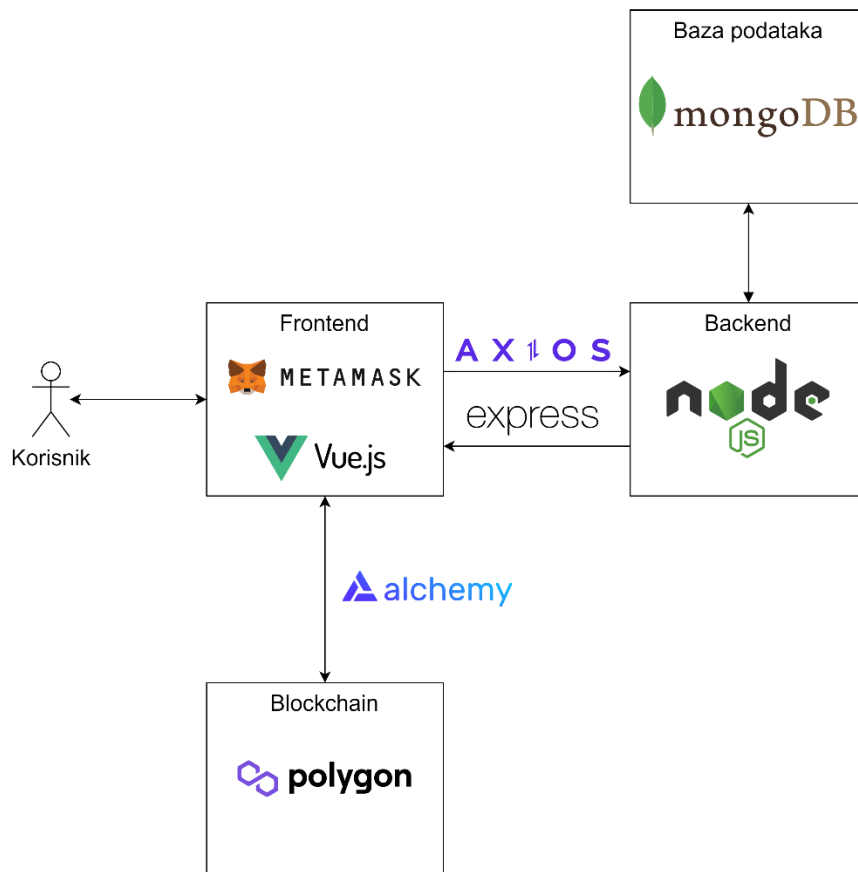 Baza podataka
mongoDB
Frontend
METAMASK
Vue.js
AXIOS
express
Backend
node
JS
Korisnik
alchemy
Blockchain
polygon